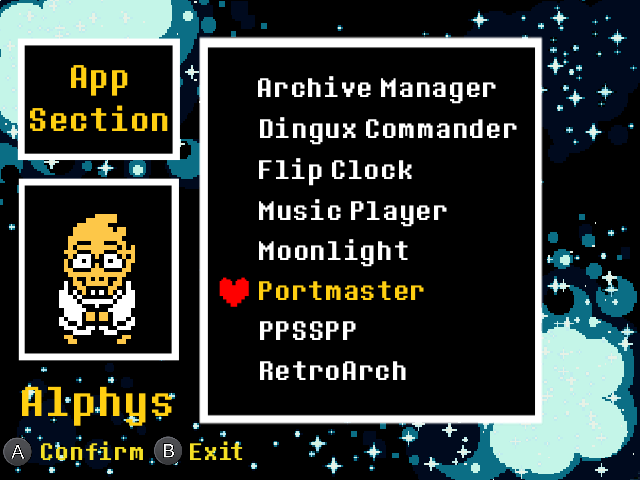 App
Section
Archive Manager
Dingux Commander
Flip Clock
Music Player
Moonlight
Portmaster
PPSSPP
RetroArch
Alphys
A Confirm B Exit